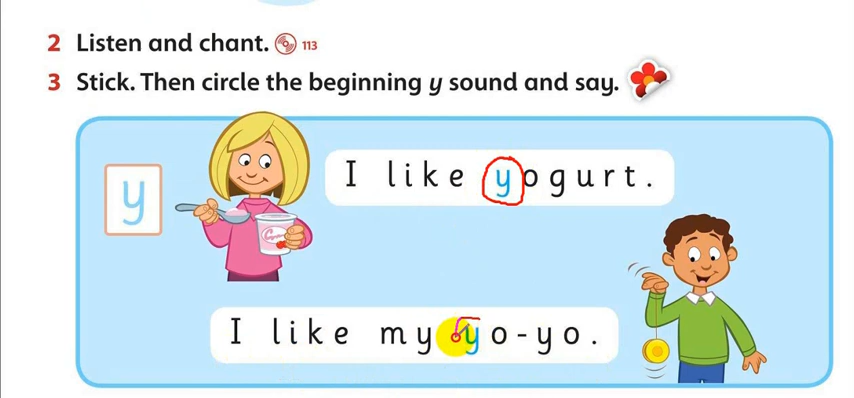 2 Listen and chant. 113
3 Stick. Then circle the beginning y sound and say.
y
I like yogurt.
I like my yo-yo.